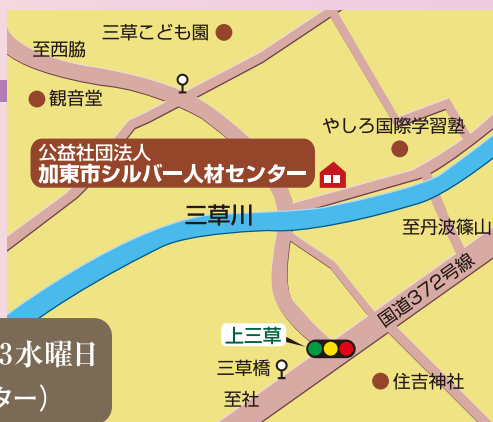 三草こども園
至西脇
観音堂
やしろ国際学習塾
公益社団法人
加東市シルバー人材センター
三草川
至丹波篠山
国道372号線
上三草
三草橋
住吉神社
至社
3水曜日
ター）